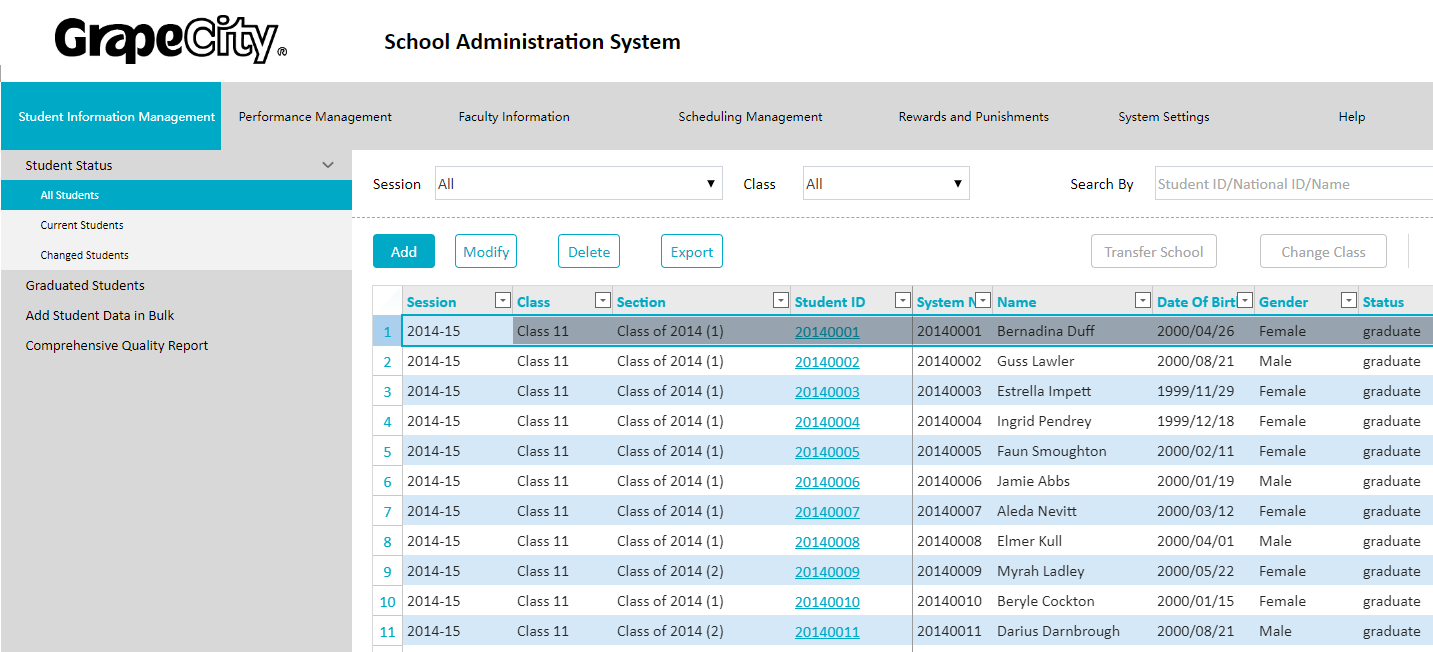 GrapeCity®
School Administration System
Student Information Management Performance Management Faculty Information Scheduling Management Rewards and Punishments System Settings Help
Student Status
All Students
Current Students
Changed Students
Graduated Students
Add Student Data in Bulk
Comprehensive Quality Report
Session All Class All Search By Student ID/National ID/Name
Add Modify Delete Export Transfer School Change Class
Session Class Section Student ID System N Name Date Of Birt Gender Status
1 2014-15 Class 11 Class of 2014 (1) 20140001 20140001 Bernadina Duff 2000/04/26 Female graduate
2 2014-15 Class 11 Class of 2014 (1) 20140002 20140002 Guss Lawler 2000/08/21 Male graduate
3 2014-15 Class 11 Class of 2014 (1) 20140003 20140003 Estrella Impett 1999/11/29 Female graduate
4 2014-15 Class 11 Class of 2014 (1) 20140004 20140004 Ingrid Pendrey 1999/12/18 Female graduate
5 2014-15 Class 11 Class of 2014 (1) 20140005 20140005 Faun Smoughton 2000/02/11 Female graduate
6 2014-15 Class 11 Class of 2014 (1) 20140006 20140006 Jamie Abbs 2000/01/19 Male graduate
7 2014-15 Class 11 Class of 2014 (1) 20140007 20140007 Aleda Nevitt 2000/03/12 Female graduate
8 2014-15 Class 11 Class of 2014 (1) 20140008 20140008 Elmer Kull 2000/04/01 Male graduate
9 2014-15 Class 11 Class of 2014 (2) 20140009 20140009 Myrah Ladley 2000/05/22 Female graduate
10 2014-15 Class 11 Class of 2014 (1) 20140010 20140010 Beryle Cockton 2000/01/15 Female graduate
11 2014-15 Class 11 Class of 2014 (2) 20140011 20140011 Darius Darnbrough 2000/08/21 Male graduate